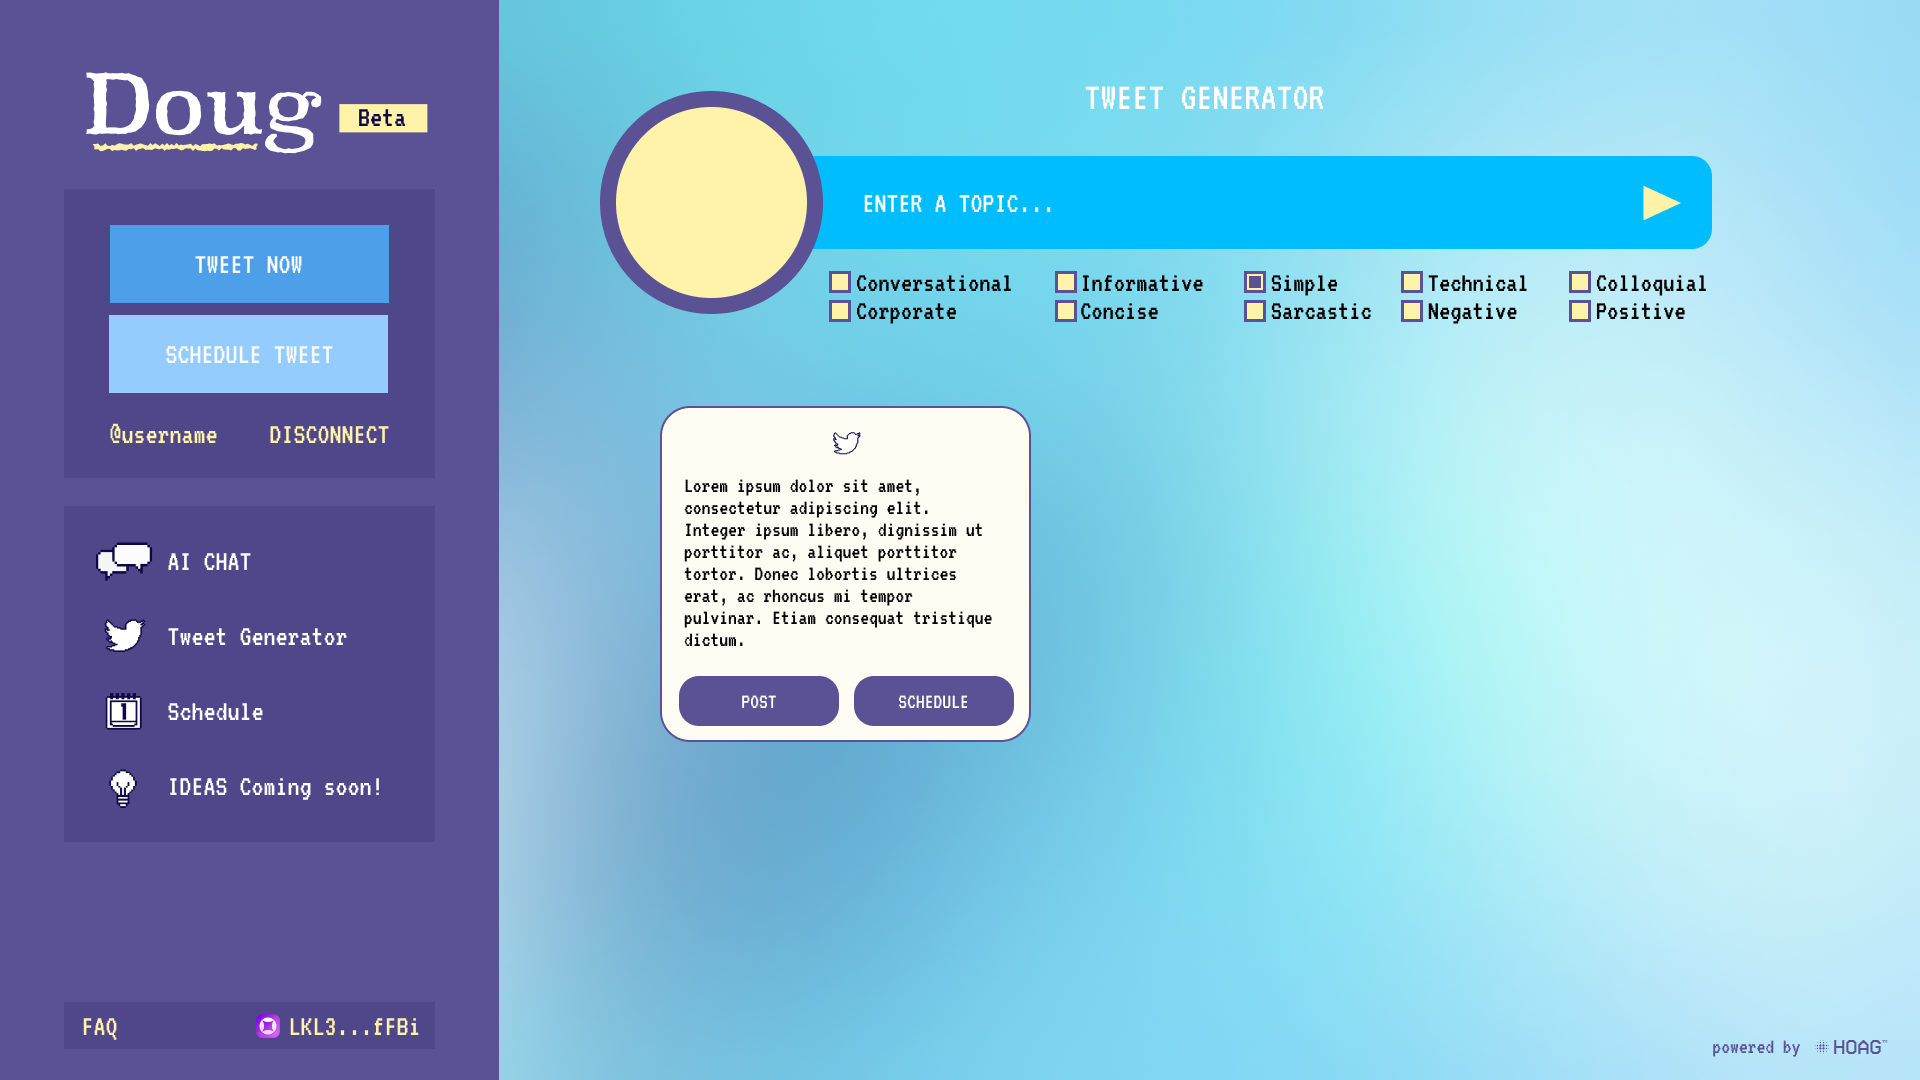 Doug
Beta
TWEET NOW
SCHEDULE TWEET
@username DISCONNECT
AI CHAT
Tweet Generator
1
Schedule
IDEAS Coming soon!
FAQ LKL3...fFBi
TWEET GENERATOR
ENTER A TOPIC...
Conversational Informative Simple Technical Colloquial
Corporate Concise Sarcastic Negative Positive
Lorem ipsum dolor sit amet,
consectetur adipiscing elit.
Integer ipsum libero, dignissim ut
porttitor ac, aliquet porttitor
tortor. Donec lobortis ultrices
erat, ac rhoncus mi tempor
pulvinar. Etiam consequat tristique
dictum.
POST SCHEDULE
powered by HOAG™